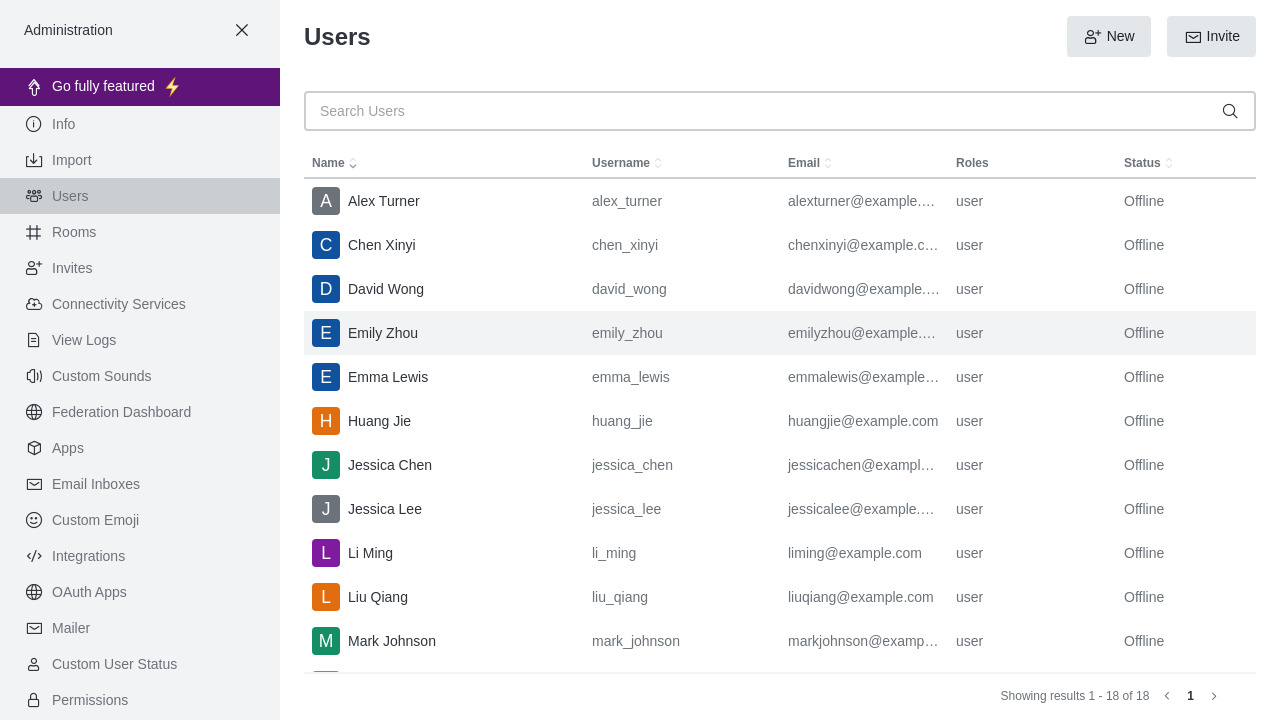 Administration
Go fully featured
Info
Import
Users
Rooms
Invites
Connectivity Services
View Logs
Custom Sounds
Federation Dashboard
Apps
Email Inboxes
Custom Emoji
Integrations
OAuth Apps
Mailer
Custom User Status
Permissions
Users
New
Invite
Search Users
Name Username Email Roles Status
A Alex Turner alex_turner alexturner@example.… user Offline
C Chen Xinyi chen_xinyi chenxinyi@example.c… user Offline
D David Wong david_wong davidwong@example.… user Offline
E Emily Zhou emily_zhou emilyzhou@example.… user Offline
E Emma Lewis emma_lewis emmalewis@example… user Offline
H Huang Jie huang_jie huangjie@example.com user Offline
J Jessica Chen jessica_chen jessicachen@exampl… user Offline
J Jessica Lee jessica_lee jessicalee@example.… user Offline
L Li Ming li_ming liming@example.com user Offline
L Liu Qiang liu_qiang liuqiang@example.com user Offline
M Mark Johnson mark_johnson markjohnson@examp… user Offline
Showing results 1 - 18 of 18 1